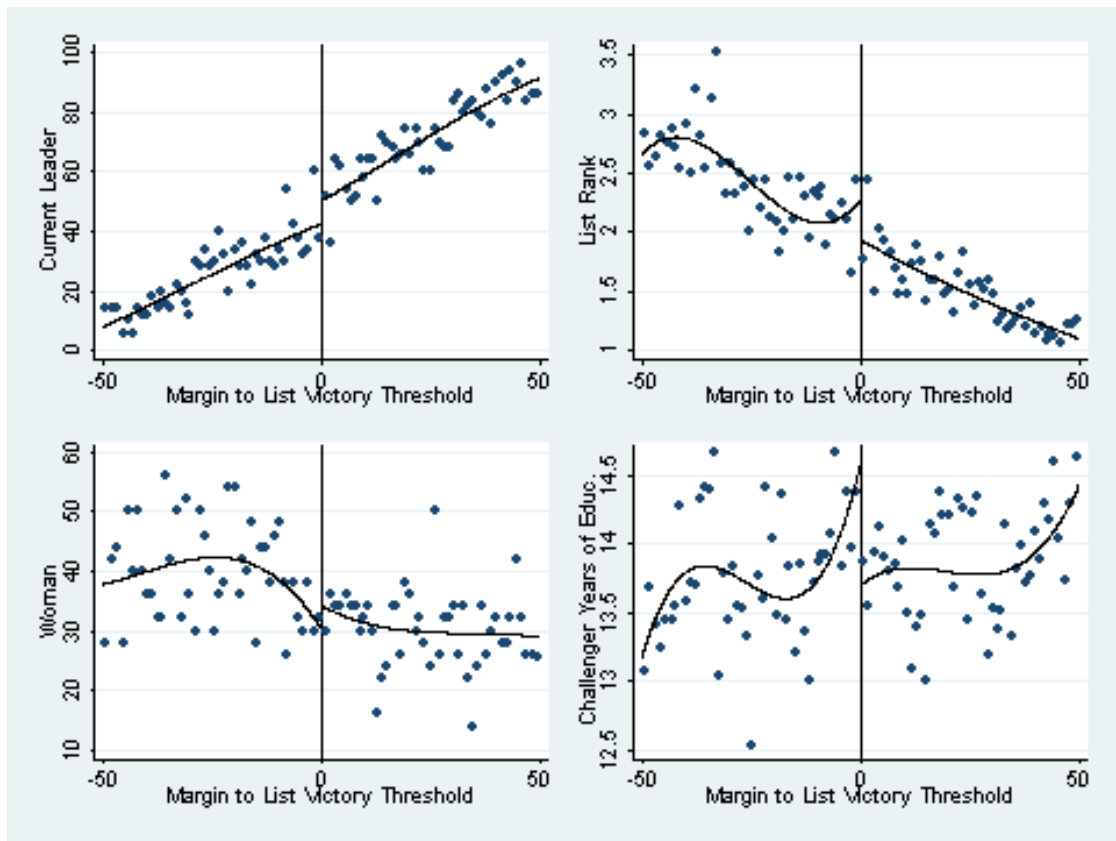 Current Leader
100
80
60
40
20
0
-50 0 50
Margin to List Victory Threshold
List Rank
3.5
3
2.5
2
1.5
1
-50 0 50
Margin to List Victory Threshold
Woman
60
50
40
30
20
10
-50 0 50
Margin to List Victory Threshold
Challenger Years of Educ.
14.5
14
13.5
13
12.5
-50 0 50
Margin to List Victory Threshold